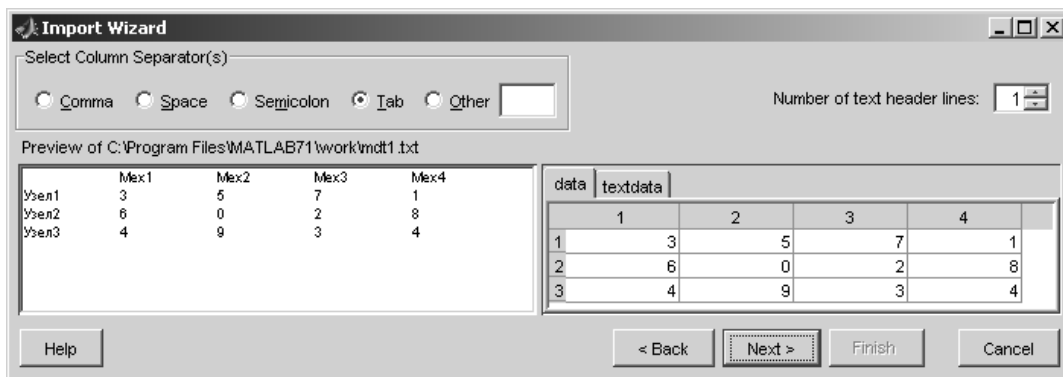 Import Wizard
Select Column Separator(s)
Comma Space Semicolon Tab Other
Number of text header lines: 1
Preview of C:\Program Files\MATLAB71\work\mdt1.txt
Мех1 Мех2 Мех3 Мех4
Узел1 3 5 7 1
Узел2 6 0 2 8
Узел3 4 9 3 4
data textdata
1 2 3 4
1 3 5 7 1
2 6 0 2 8
3 4 9 3 4
Help < Back Next > Finish Cancel